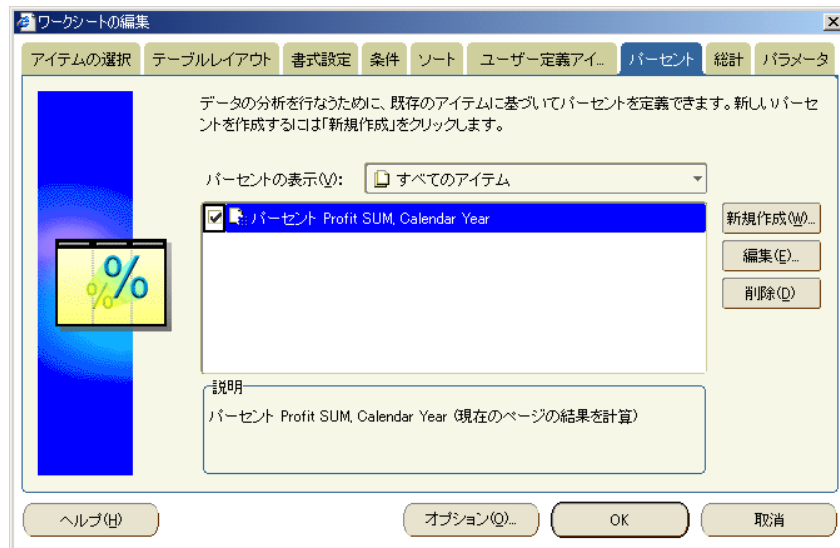 ワークシートの編集
アイテムの選択 テーブルレイアウト 書式設定 条件 ソート ユーザー定義アイ... パーセント 総計 パラメータ
データの分析を行なうために、既存のアイテムに基づいてパーセントを定義できます。新しいパーセ
ントを作成するには「新規作成」をクリックします。
パーセントの表示(V): すべてのアイテム
パーセント Profit SUM, Calendar Year
新規作成(W)...
編集(E)...
削除(D)
説明
パーセント Profit SUM, Calendar Year (現在のページの結果を計算)
ヘルプ(H) オプション(O)... OK 取消